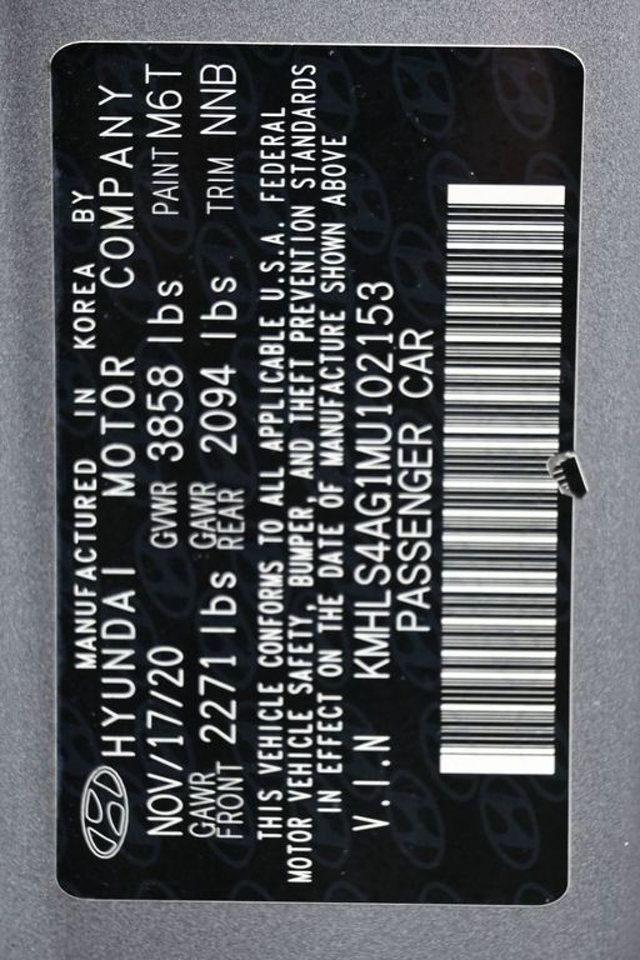 MANUFACTURED IN KOREA BY
HYUNDAI MOTOR COMPANY
NOV/17/20 GVWR 3858 lbs PAINT M6T
GAWR FRONT 2271 lbs GAWR REAR 2094 lbs TRIM NNB
THIS VEHICLE CONFORMS TO ALL APPLICABLE U.S.A. FEDERAL
MOTOR VEHICLE SAFETY, BUMPER, AND THEFT PREVENTION STANDARDS
IN EFFECT ON THE DATE OF MANUFACTURE SHOWN ABOVE
V.I.N KMHLS4AG1MU102153
PASSENGER CAR